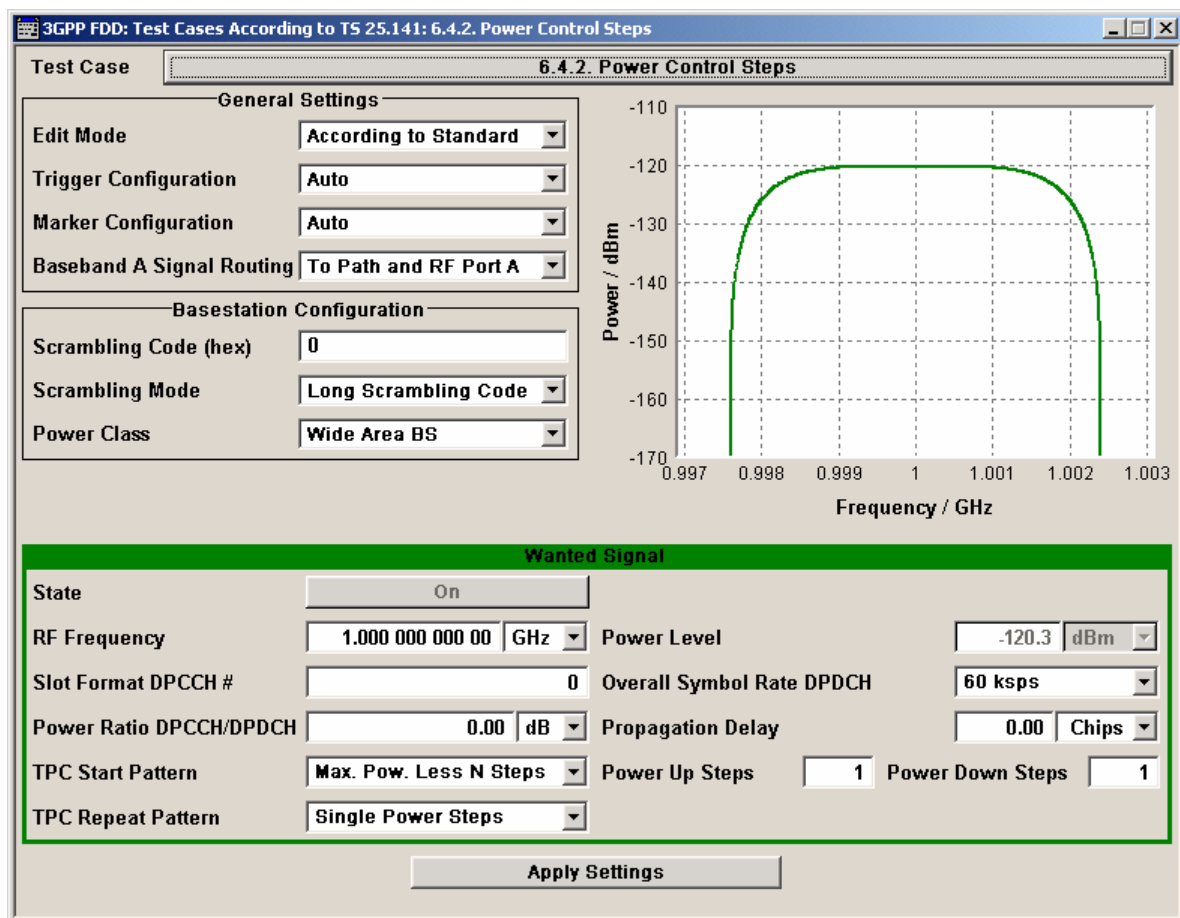 3GPP FDD: Test Cases According to TS 25.141: 6.4.2. Power Control Steps
Test Case 6.4.2. Power Control Steps
General Settings
Edit Mode According to Standard
Trigger Configuration Auto
Marker Configuration Auto
Baseband A Signal Routing To Path and RF Port A
Basestation Configuration
Scrambling Code (hex) 0
Scrambling Mode Long Scrambling Code
Power Class Wide Area BS
-110
-120
-130
-140
-150
-160
-170
Power / dBm
0.997 0.998 0.999 1 1.001 1.002 1.003
Frequency / GHz
Wanted Signal
State On
RF Frequency 1.000 000 000 00 GHz Power Level -120.3 dBm
Slot Format DPCCH # 0 Overall Symbol Rate DPDCH 60 ksps
Power Ratio DPCCH/DPDCH 0.00 dB Propagation Delay 0.00 Chips
TPC Start Pattern Max. Pow. Less N Steps Power Up Steps 1 Power Down Steps 1
TPC Repeat Pattern Single Power Steps
Apply Settings